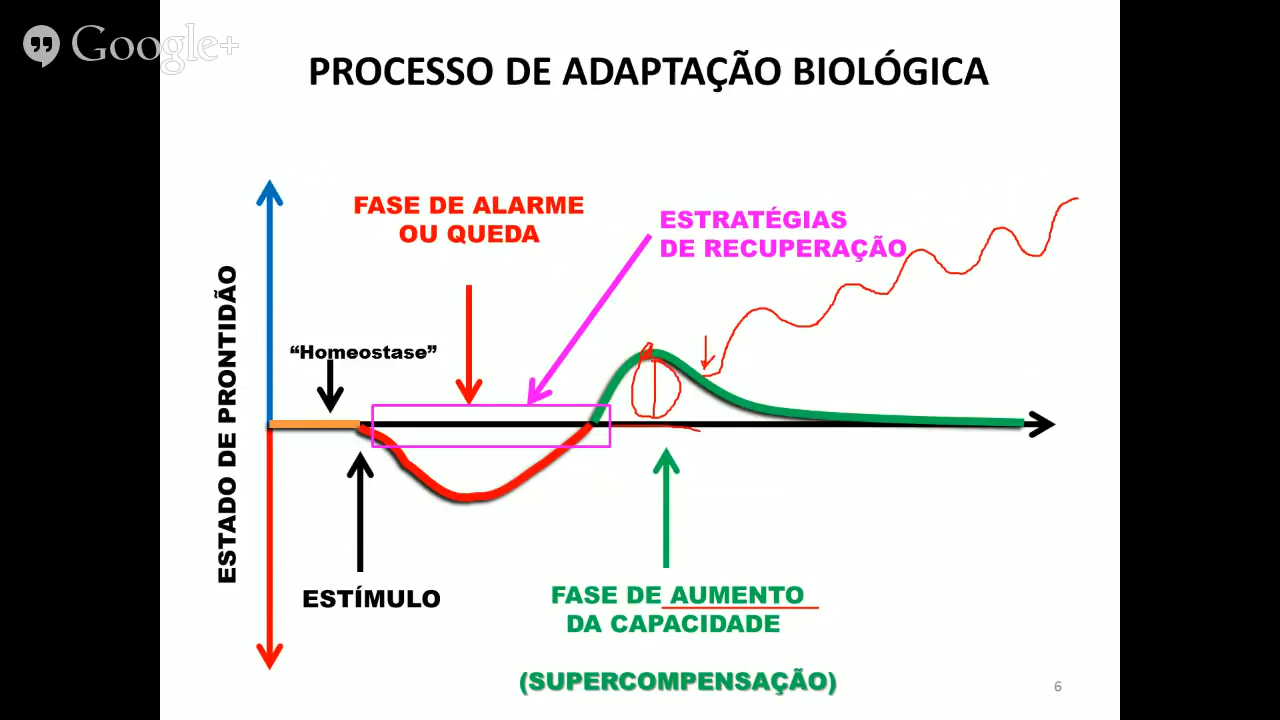 Google+
PROCESSO DE ADAPTAÇÃO BIOLÓGICA
FASE DE ALARME
OU QUEDA
ESTRATÉGIAS
DE RECUPERAÇÃO
ESTADO DE PRONTIDÃO
“Homeostase”
ESTÍMULO
FASE DE AUMENTO
DA CAPACIDADE
(SUPERCOMPENSAÇÃO)
6